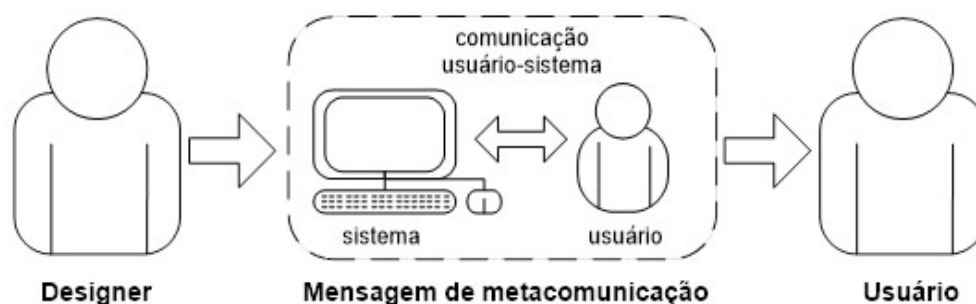 comunicação
usuário-sistema
sistema
usuário
Designer
Mensagem de metacomunicação
Usuário